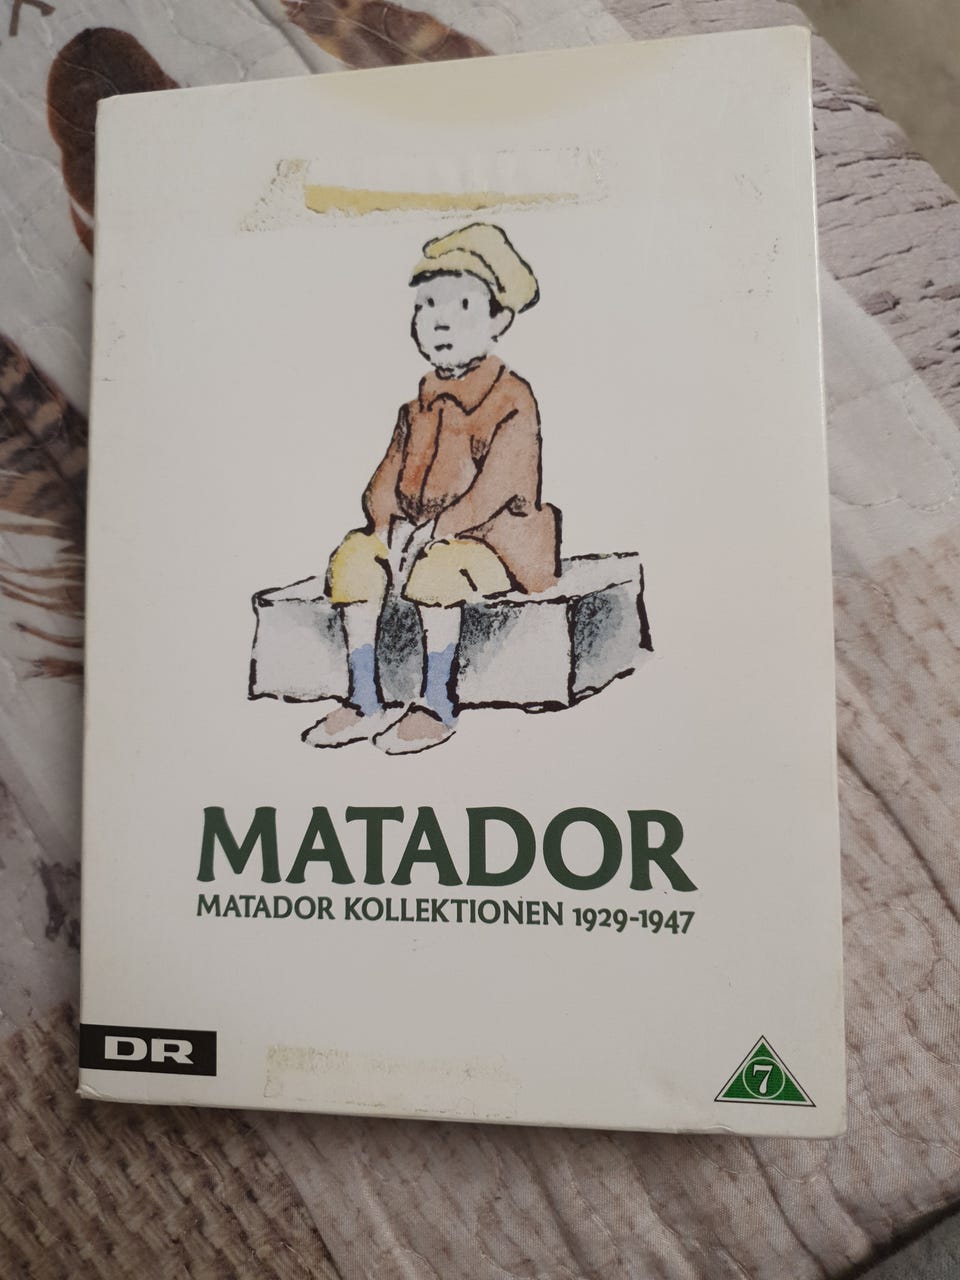 MATADOR
MATADOR KOLLEKTIONEN 1929-1947
DR
7